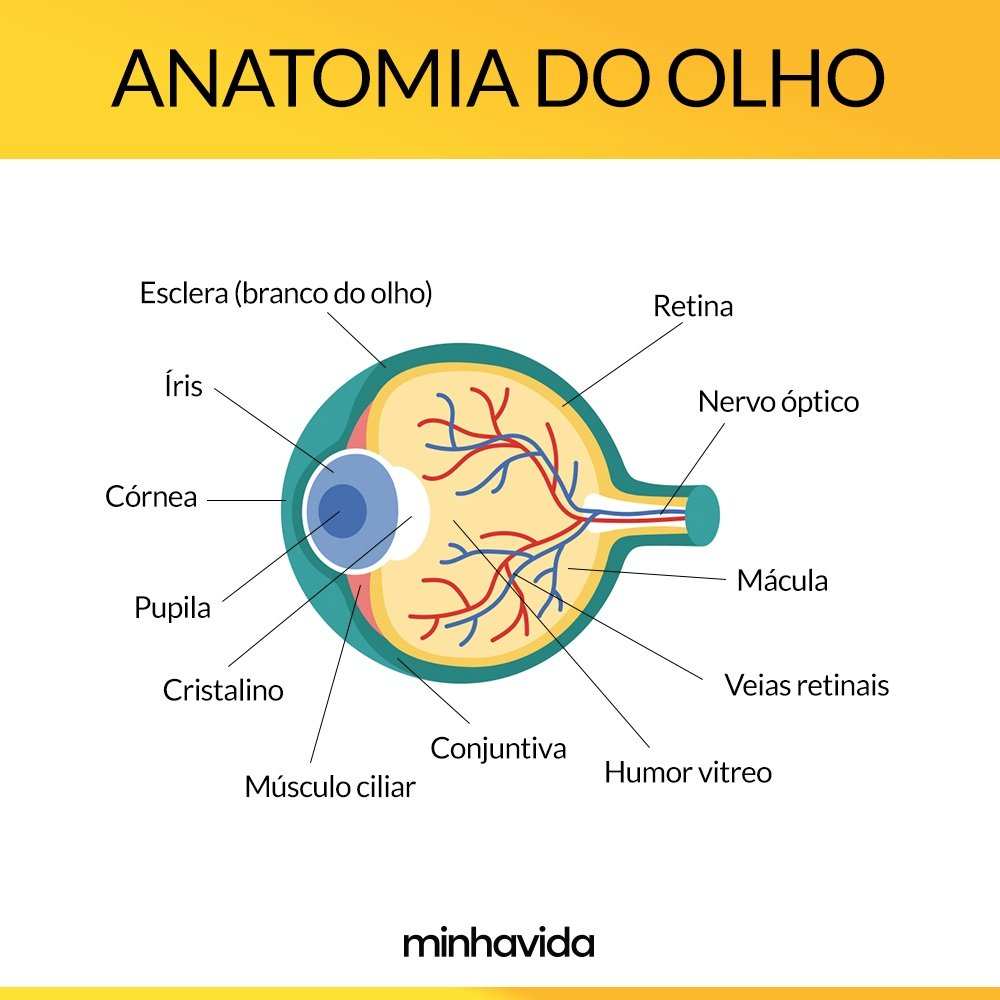 ANATOMIA DO OLHO
Esclera (branco do olho)
Retina
Íris
Nervo óptico
Córnea
Mácula
Pupila
Veias retinais
Cristalino
Conjuntiva
Humor vitreo
Músculo ciliar
minhavida